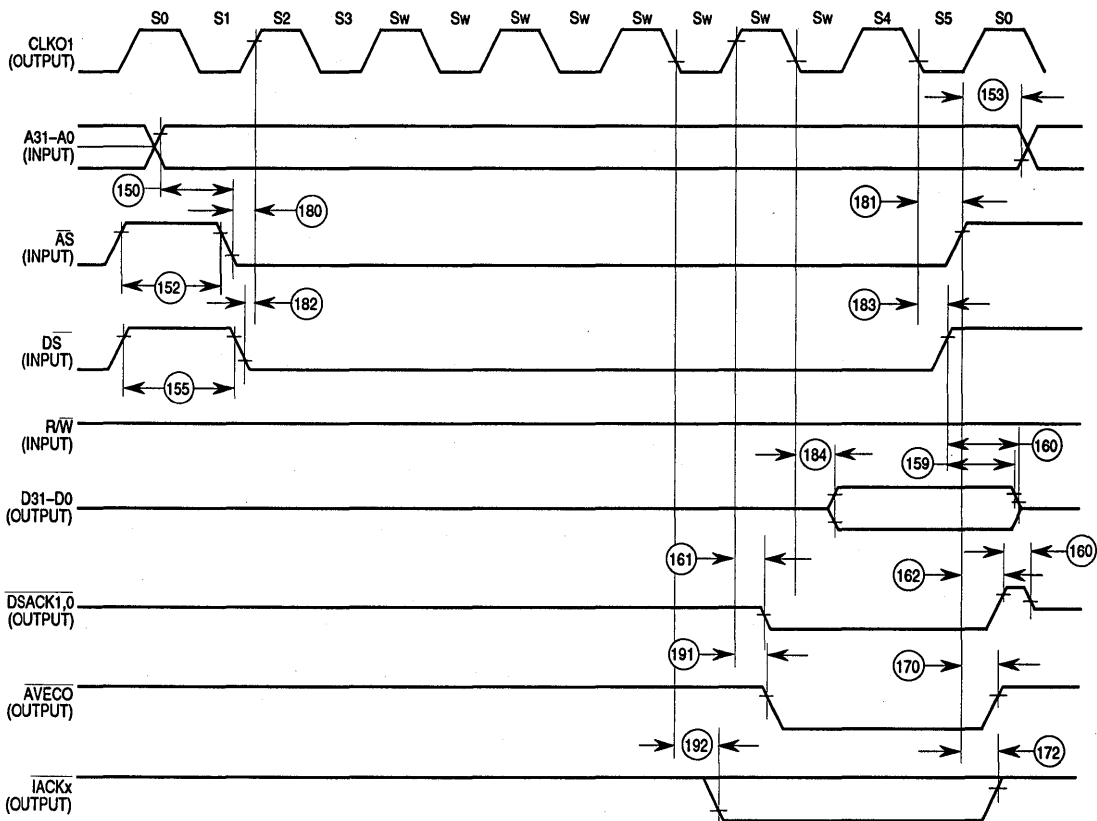 S0 S1 S2 S3 Sw Sw Sw Sw Sw Sw Sw Sw S4 S5 S0
CLKO1
(OUTPUT)
153
A31–A0
(INPUT)
150
180
181
AS
(INPUT)
152
182
183
DS
(INPUT)
155
R/W
(INPUT)
160
184
159
D31–D0
(OUTPUT)
161
160
162
DSACK1,0
(OUTPUT)
191
170
AVECO
(OUTPUT)
192
172
IACKx
(OUTPUT)